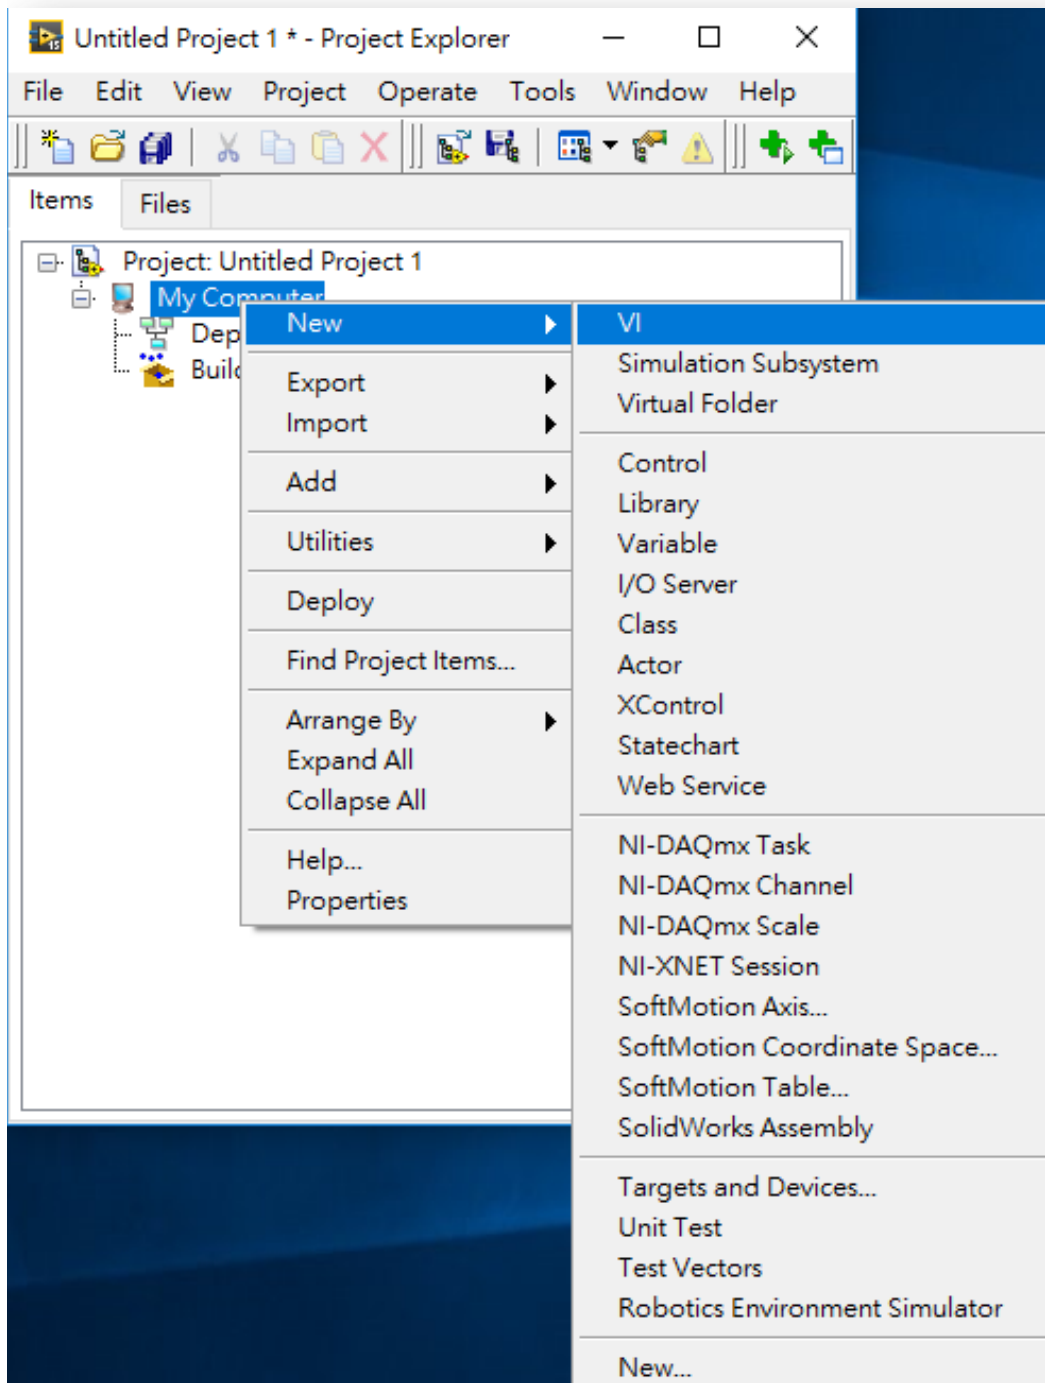 Untitled Project 1 * - Project Explorer
File Edit View Project Operate Tools Window Help
Items Files
Project: Untitled Project 1
My Computer
Dep
Build
New
Export
Import
Add
Utilities
Deploy
Find Project Items...
Arrange By
Expand All
Collapse All
Help...
Properties
VI
Simulation Subsystem
Virtual Folder
Control
Library
Variable
I/O Server
Class
Actor
XControl
Statechart
Web Service
NI-DAQmx Task
NI-DAQmx Channel
NI-DAQmx Scale
NI-XNET Session
SoftMotion Axis...
SoftMotion Coordinate Space...
SoftMotion Table...
SolidWorks Assembly
Targets and Devices...
Unit Test
Test Vectors
Robotics Environment Simulator
New...